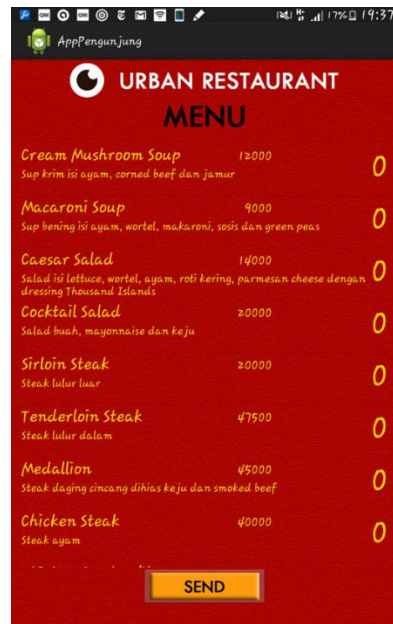 17% 19:37
AppPengunjung
URBAN RESTAURANT
MENU
Cream Mushroom Soup 12000 0
Sup krim isi ayam, corned beef dan jamur
Macaroni Soup 9000 0
Sup bening isi ayam, wortel, makaroni, sosis dan green peas
Caesar Salad 14000 0
Salad isi lettuce, wortel, ayam, roti kering, parmesan cheese dengan
dressing Thousand Islands
Cocktail Salad 20000 0
Salad buah, mayonnaise dan keju
Sirloin Steak 20000 0
Steak lulur luar
Tenderloin Steak 47500 0
Steak lulur dalam
Medallion 45000 0
Steak daging cincang dihias keju dan smoked beef
Chicken Steak 40000 0
Steak ayam
SEND